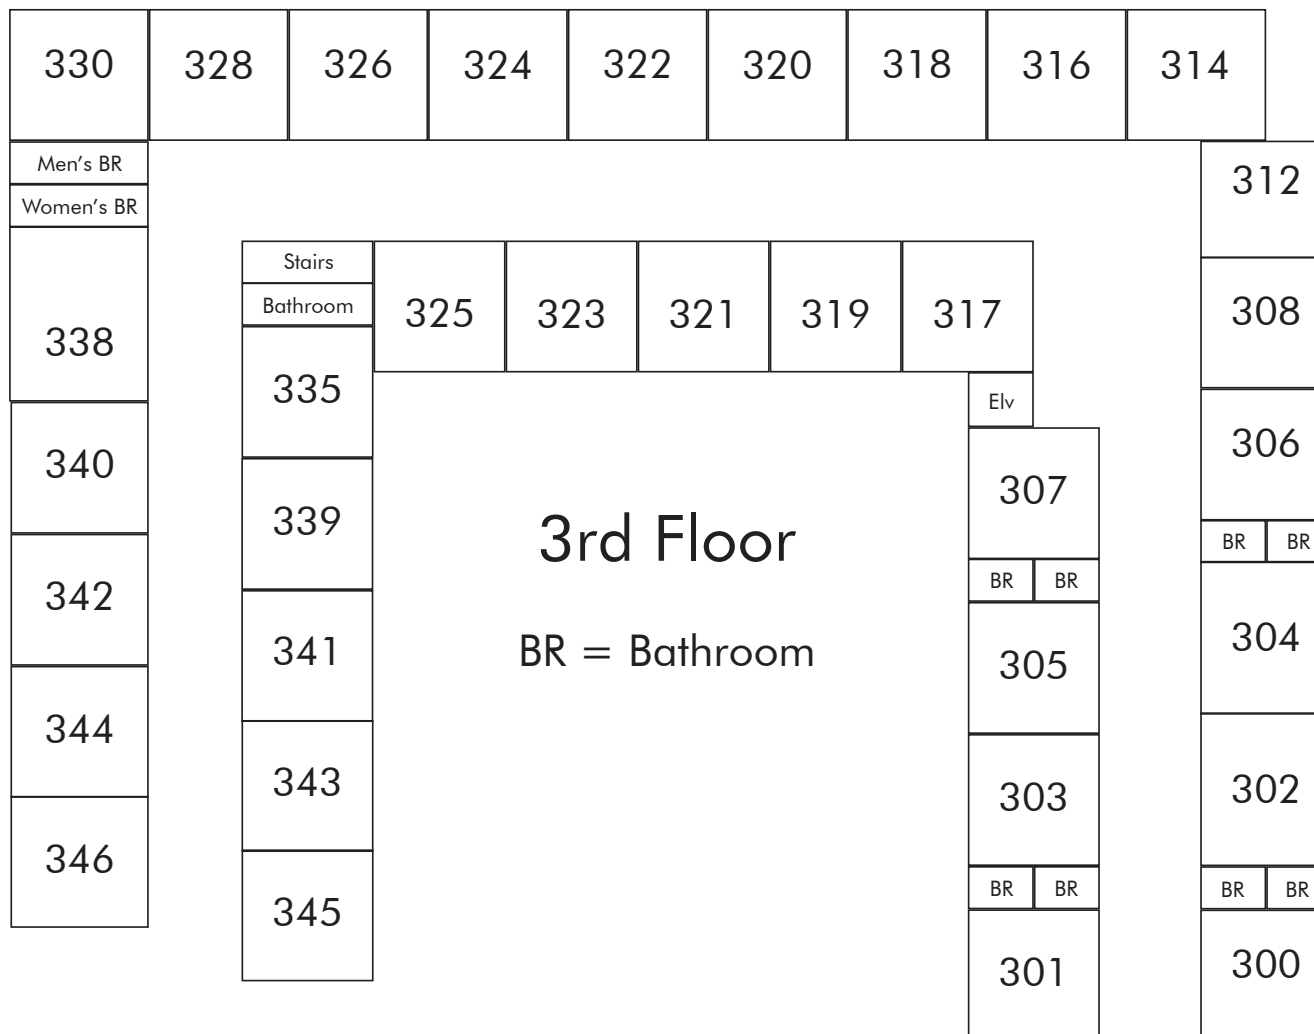 330 328 326 324 322 320 318 316 314
Men's BR
312
Women's BR
Stairs
Bathroom
325 323 321 319 317
308
338
335
Elv
306
340
307
339
3rd Floor
BR BR
BR BR
342
304
341
BR = Bathroom
305
344
343
303
302
346
BR BR
BR BR
345
301
300